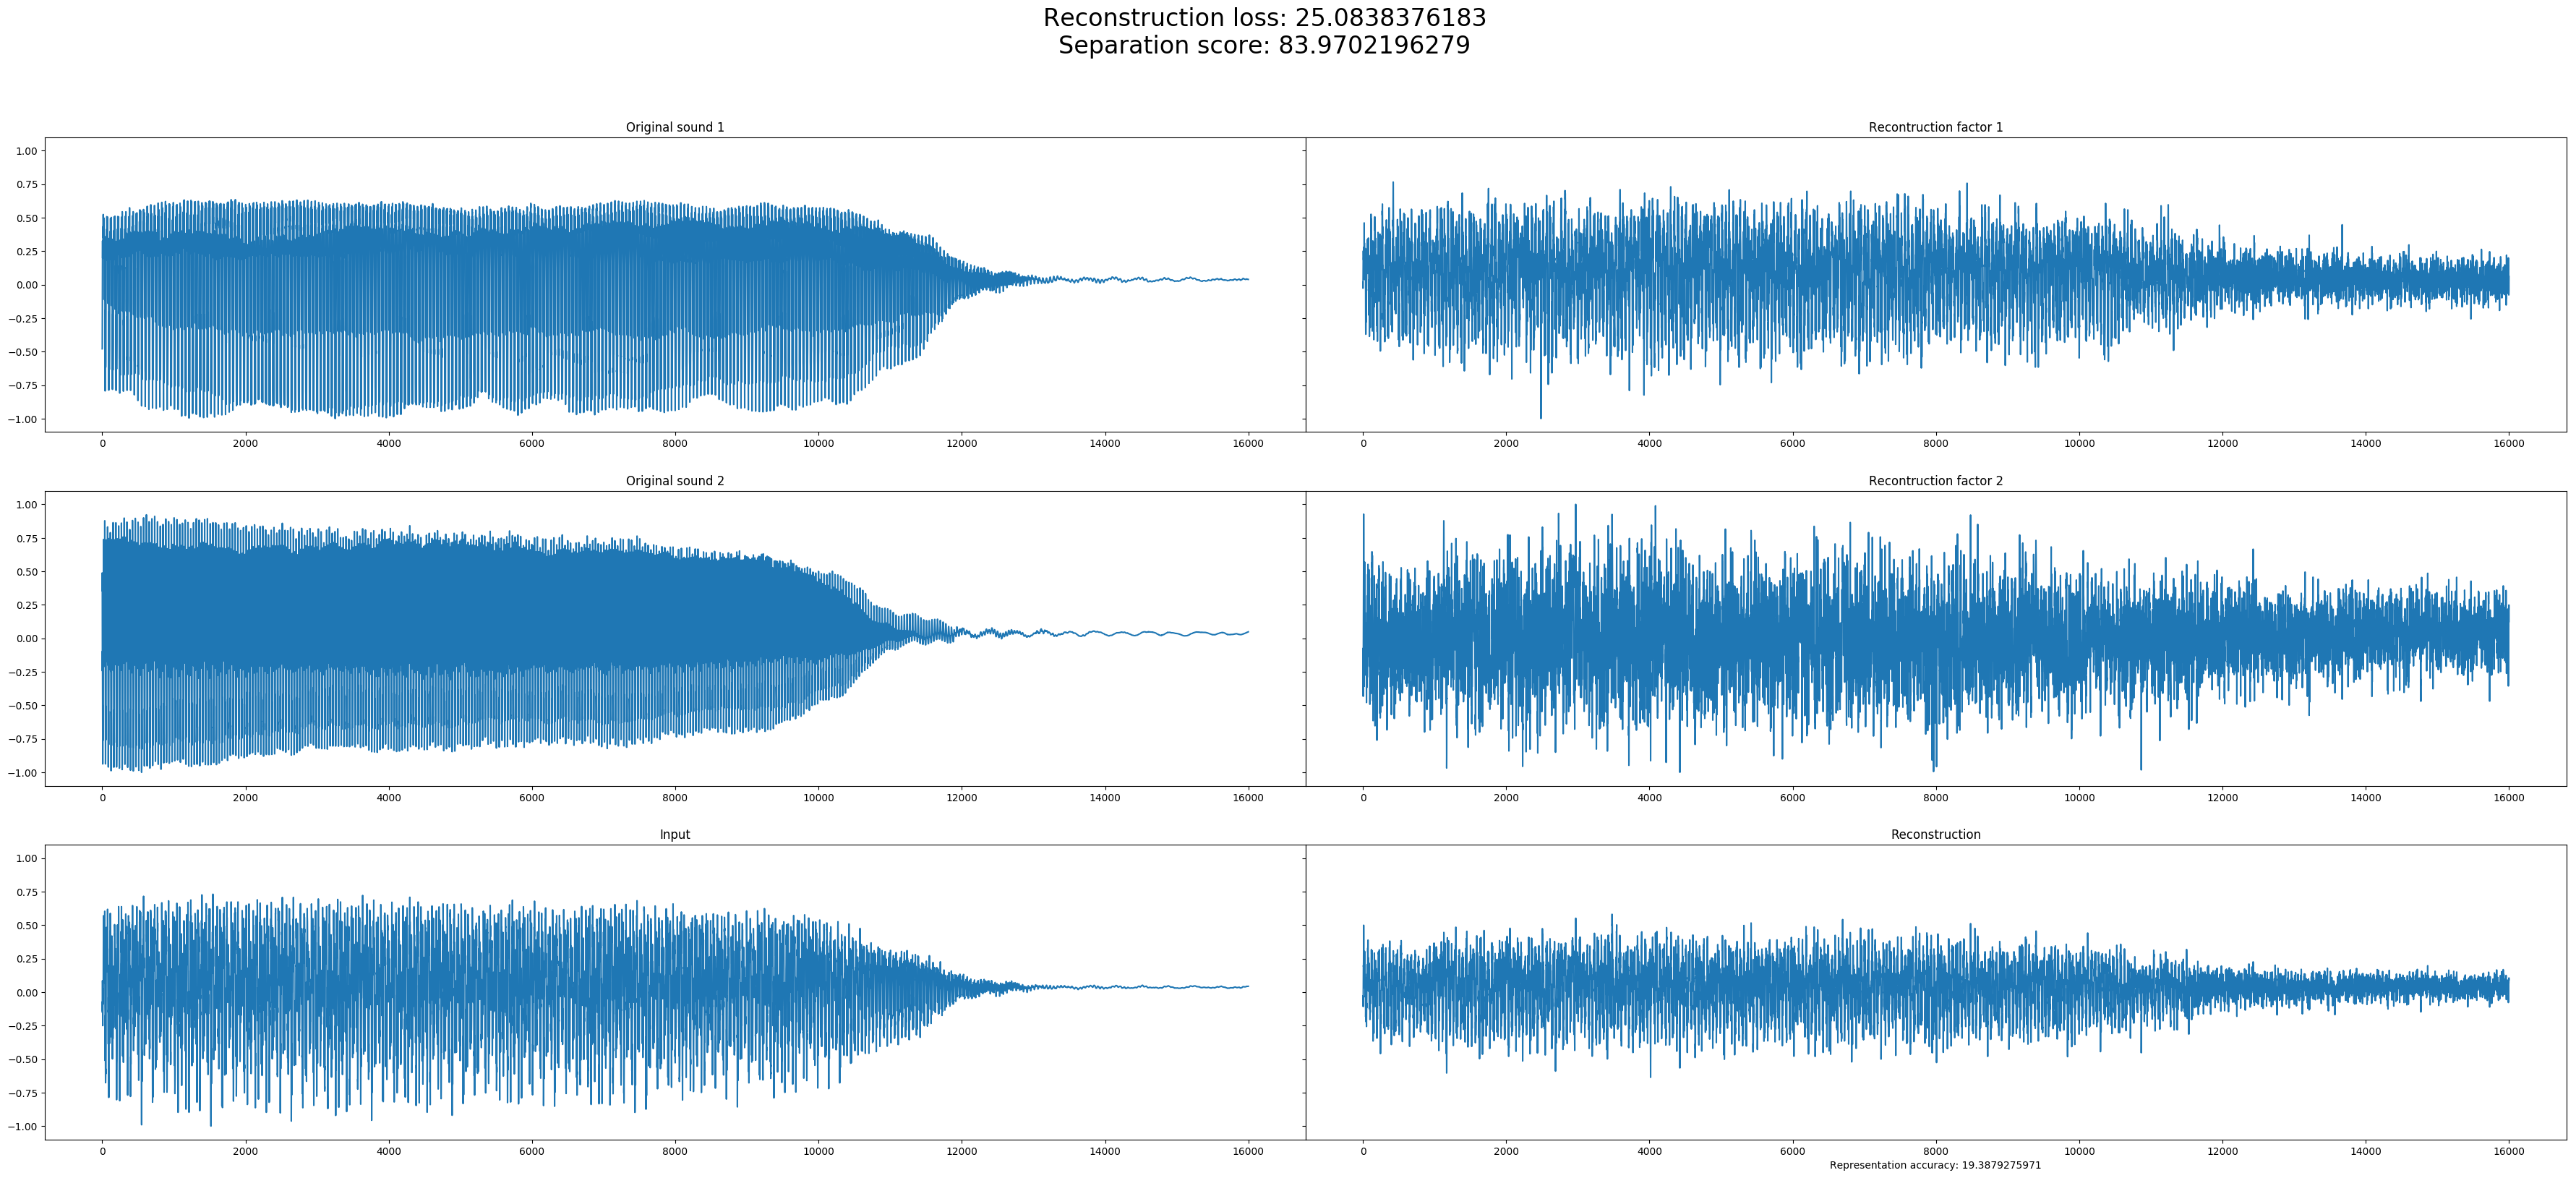 Reconstruction loss: 25.0838376183
Separation score: 83.9702196279
Original sound 1
Recontruction factor 1
1.00
0.75
0.50
0.25
0.00
−0.25
−0.50
−0.75
−1.00
0 2000 4000 6000 8000 10000 12000 14000 16000
0 2000 4000 6000 8000 10000 12000 14000 16000
Original sound 2
Recontruction factor 2
1.00
0.75
0.50
0.25
0.00
−0.25
−0.50
−0.75
−1.00
0 2000 4000 6000 8000 10000 12000 14000 16000
0 2000 4000 6000 8000 10000 12000 14000 16000
Input
Reconstruction
1.00
0.75
0.50
0.25
0.00
−0.25
−0.50
−0.75
−1.00
0 2000 4000 6000 8000 10000 12000 14000 16000
0 2000 4000 6000 8000 10000 12000 14000 16000
Representation accuracy: 19.3879275971